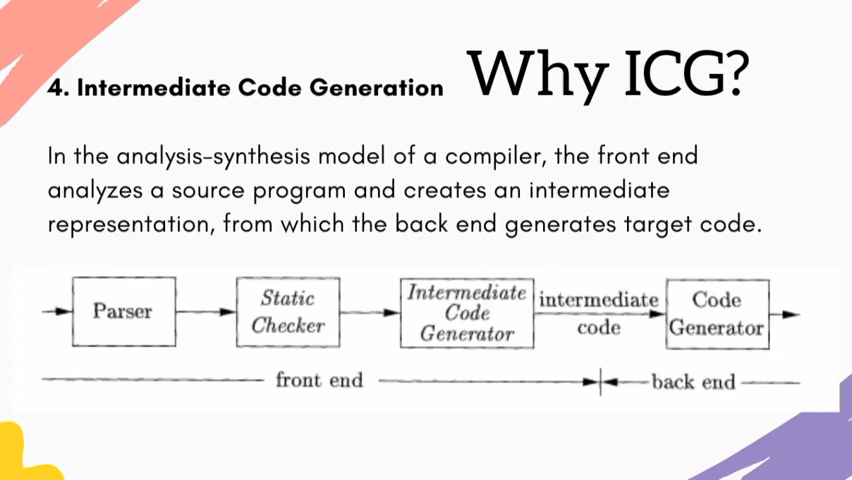 4. Intermediate Code Generation Why ICG?
In the analysis-synthesis model of a compiler, the front end
analyzes a source program and creates an intermediate
representation, from which the back end generates target code.
Parser
Static
Checker
Intermediate
Code
Generator
intermediate
code
Code
Generator
front end
back end